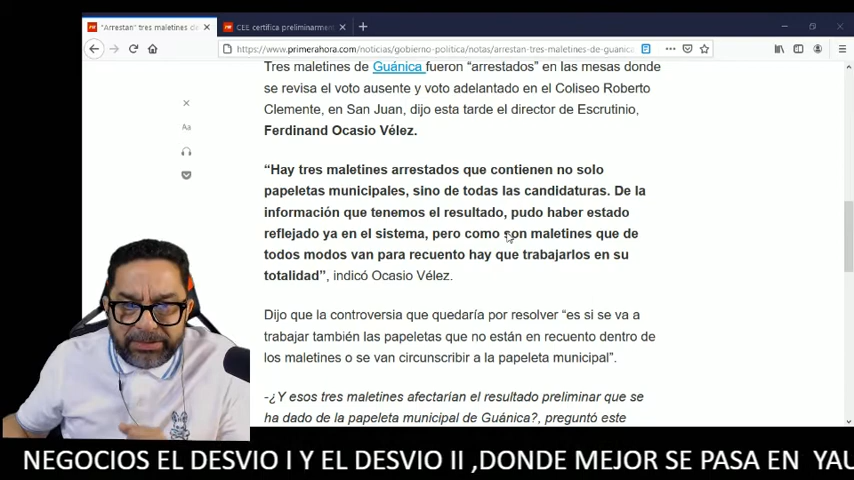 "Arrestan" tres maletines de
CEE certifica preliminarment
https://www.primerahora.com/noticias/gobierno-politica/notas/arrestan-tres-maletines-de-guanica
Tres maletines de Guánica fueron “arrestados” en las mesas donde
se revisa el voto ausente y voto adelantado en el Coliseo Roberto
Clemente, en San Juan, dijo esta tarde el director de Escrutinio,
Ferdinand Ocasio Vélez.
“Hay tres maletines arrestados que contienen no solo
papeletas municipales, sino de todas las candidaturas. De la
información que tenemos el resultado, pudo haber estado
reflejado ya en el sistema, pero como son maletines que de
todos modos van para recuento hay que trabajarlos en su
totalidad”, indicó Ocasio Vélez.
Dijo que la controversia que quedaría por resolver “es si se va a
trabajar también las papeletas que no están en recuento dentro de
los maletines o se van circunscribir a la papeleta municipal”.
-¿Y esos tres maletines afectarían el resultado preliminar que se
ha dado de la papeleta municipal de Guánica?, preguntó este
Aa
NEGOCIOS EL DESVIO I Y EL DESVIO II ,DONDE MEJOR SE PASA EN YAU